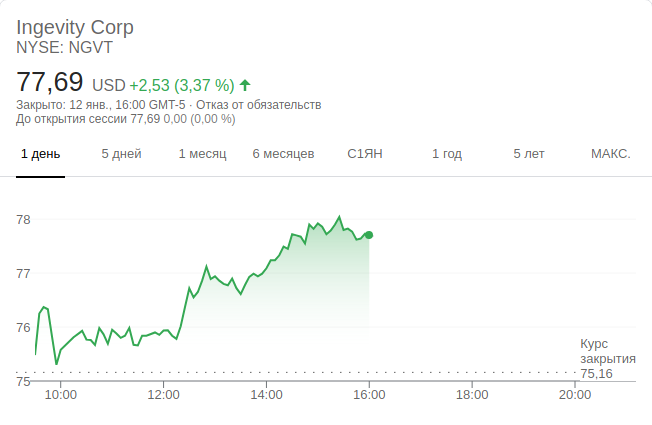 Ingevity Corp
NYSE: NGVT
77,69 USD +2,53 (3,37 %)
Закрыто: 12 янв., 16:00 GMT-5 · Отказ от обязательств
До открытия сессии 77,69 0,00 (0,00 %)
1 день 5 дней 1 месяц 6 месяцев С1ЯН 1 год 5 лет МАКС.
78
77
76
Курс
закрытия
75,16
75
10:00 12:00 14:00 16:00 18:00 20:00